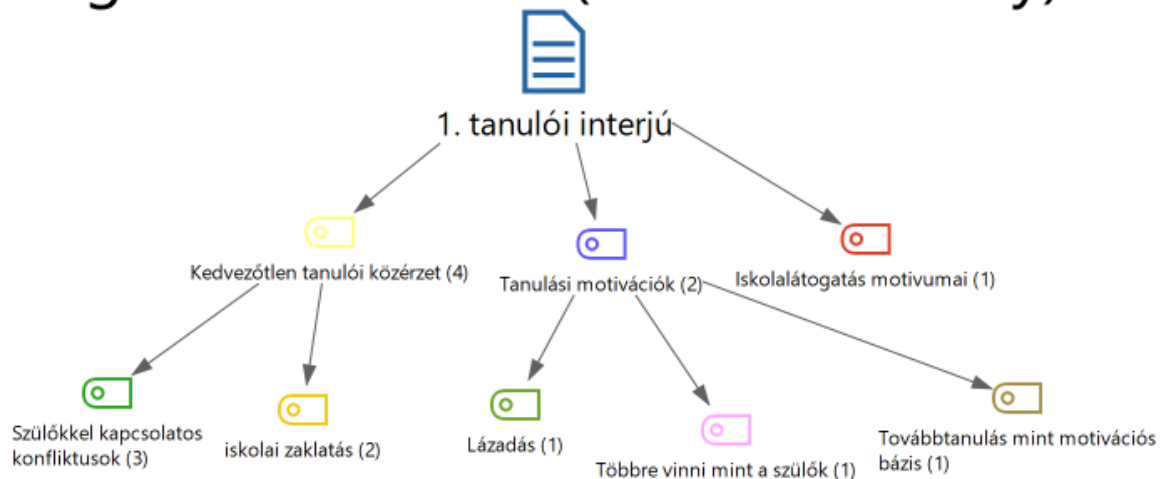 1. tanulói interjú
Kedvezőtlen tanulói közérzet (4)
Tanulási motivációk (2)
Iskolalátogatás motivumai (1)
Szülőkkel kapcsolatos
konfliktusok (3)
iskolai zaklatás (2)
Lázadás (1)
Többre vinni mint a szülők (1)
Továbbtanulás mint motivációs
bázis (1)